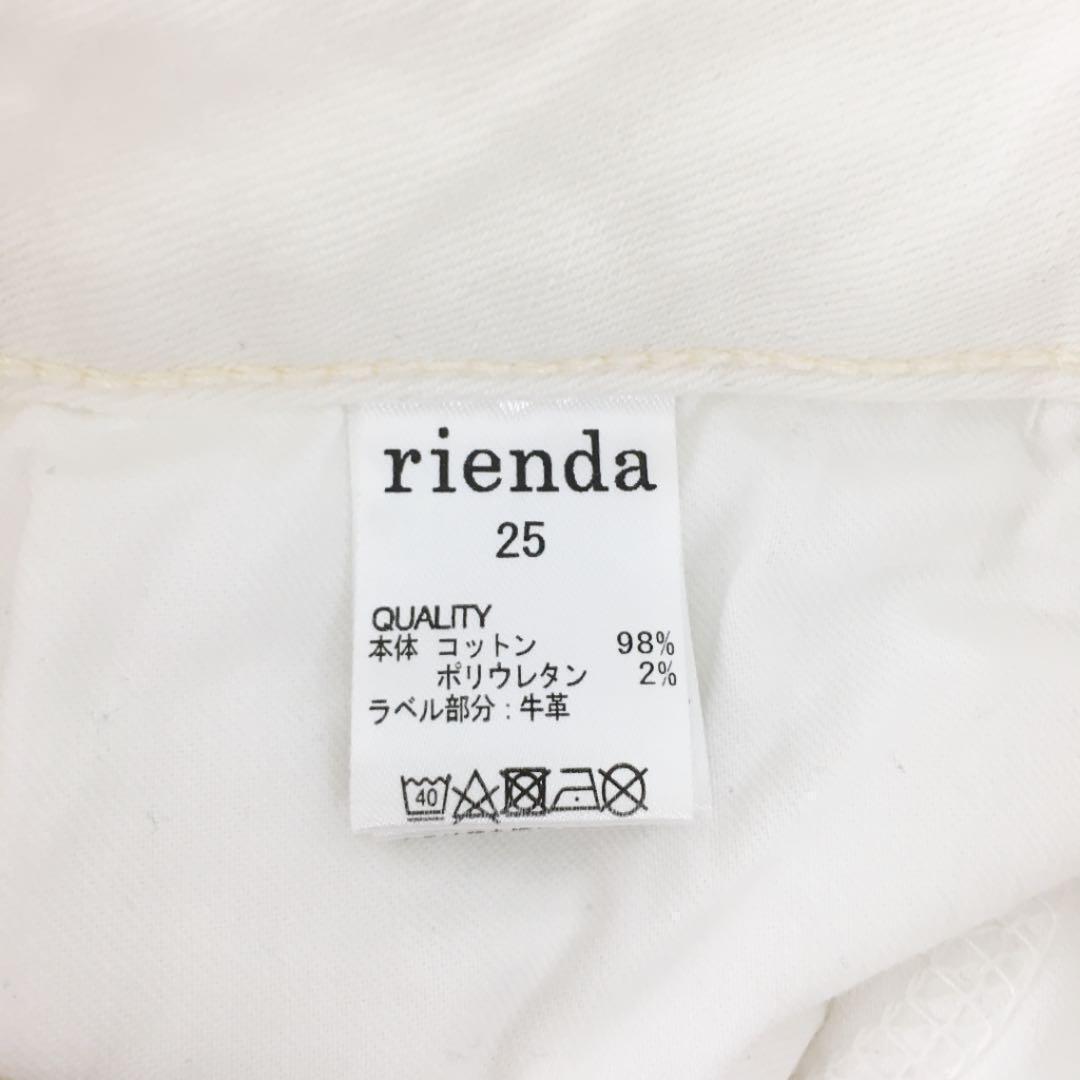 rienda
25
QUALITY
本体 コットン 98%
ポリウレタン 2%
ラベル部分：牛革
40